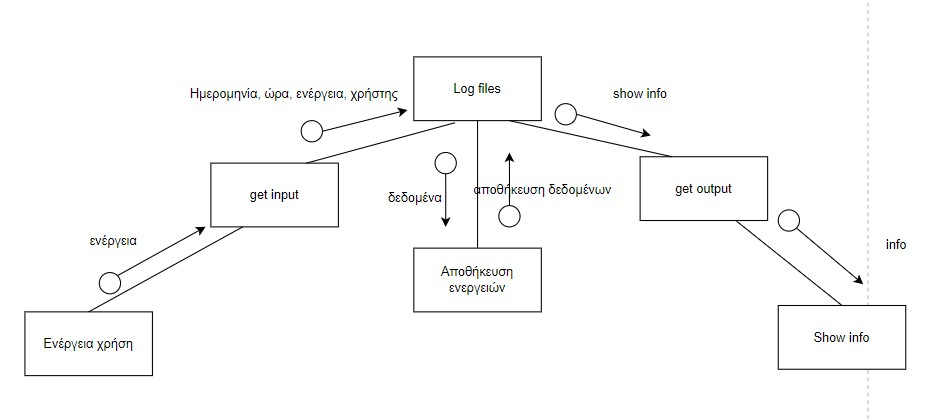 Log files
Ημερομηνία, ώρα, ενέργεια, χρήστης
show info
get input
get output
δεδομένα
αποθήκευση δεδομένων
ενέργεια
info
Αποθήκευση
ενεργειών
Ενέργεια χρήση
Show info